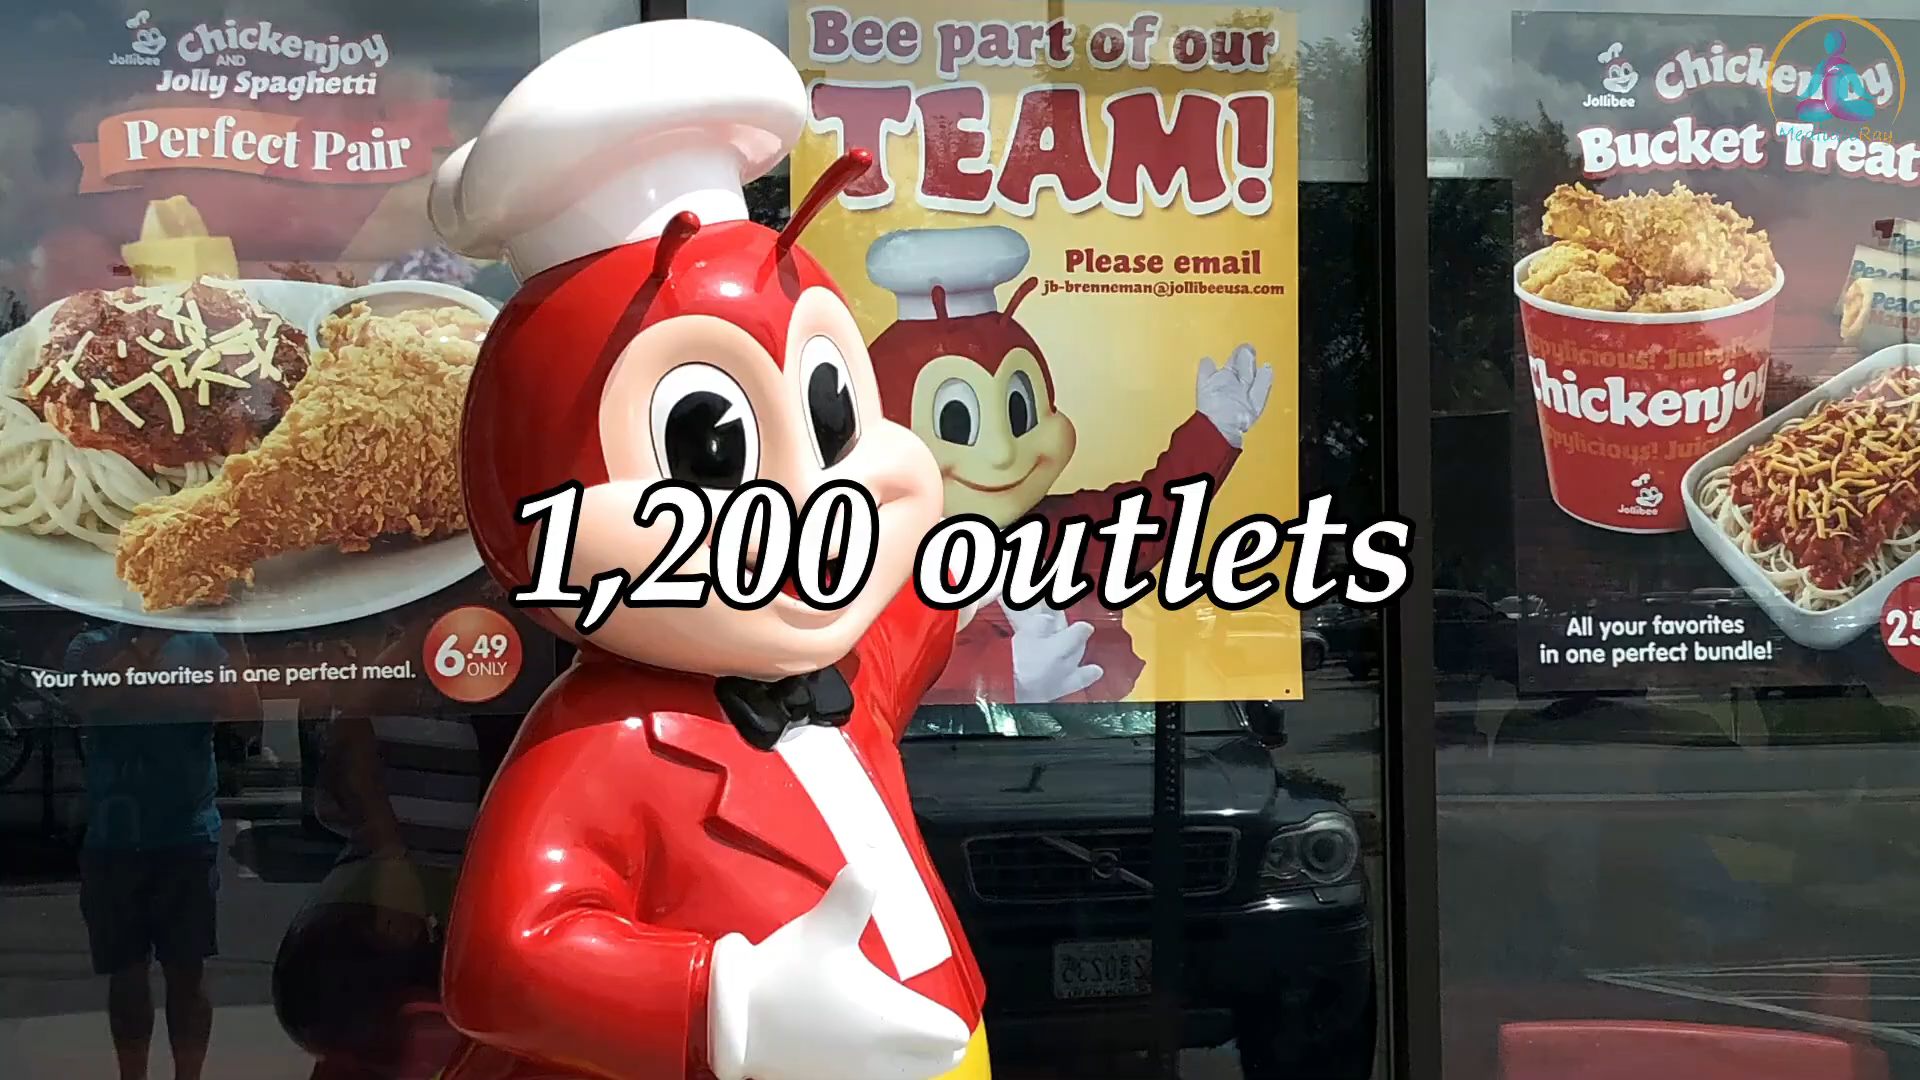 Jollibee
Chickenjoy
AND
Jolly Spaghetti
Perfect Pair
Your two favorites in one perfect meal.
6.49
ONLY
Bee part of our
TEAM!
Please email
jb-brenneman@jollibeeusa.com
1,200 outlets
Jollibee
Bucket Treat
Chickenjoy
Jollibee
All your favorites
in one perfect bundle!